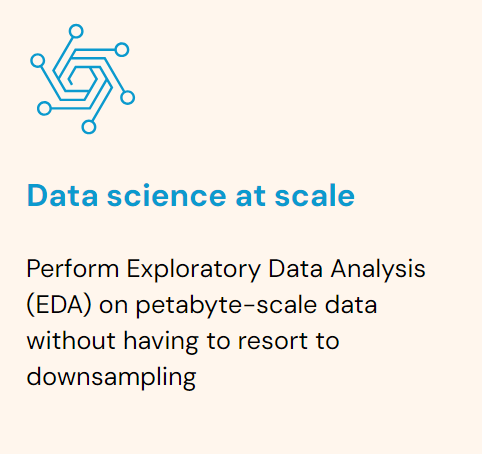 Data science at scale
Perform Exploratory Data Analysis
(EDA) on petabyte-scale data
without having to resort to
downsampling